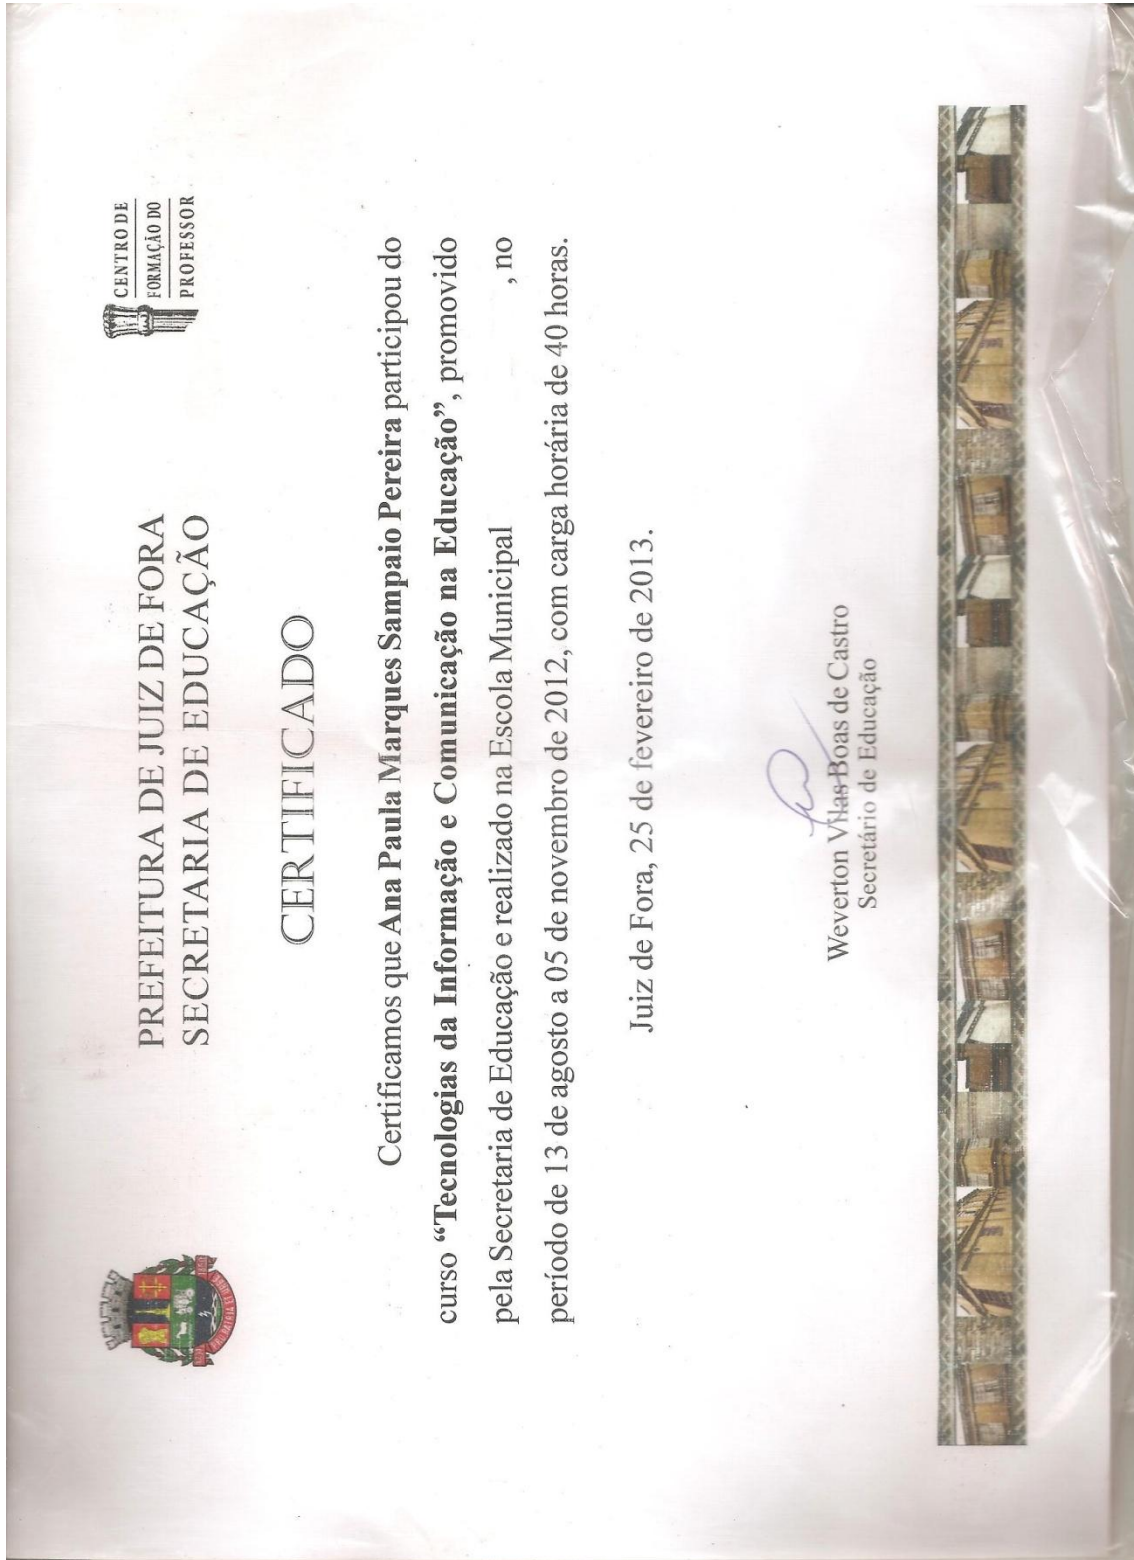 PREFEITURA DE JUIZ DE FORA
SECRETARIA DE EDUCAÇÃO
CENTRO DE
FORMAÇÃO DO
PROFESSOR
CERTIFICADO
Certificamos que Ana Paula Marques Sampaio Pereira participou do
curso “Tecnologias da Informação e Comunicação na Educação”, promovido
pela Secretaria de Educação e realizado na Escola Municipal , no
período de 13 de agosto a 05 de novembro de 2012, com carga horária de 40 horas.
Juiz de Fora, 25 de fevereiro de 2013.
Weverton Vilas Boas de Castro
Secretário de Educação